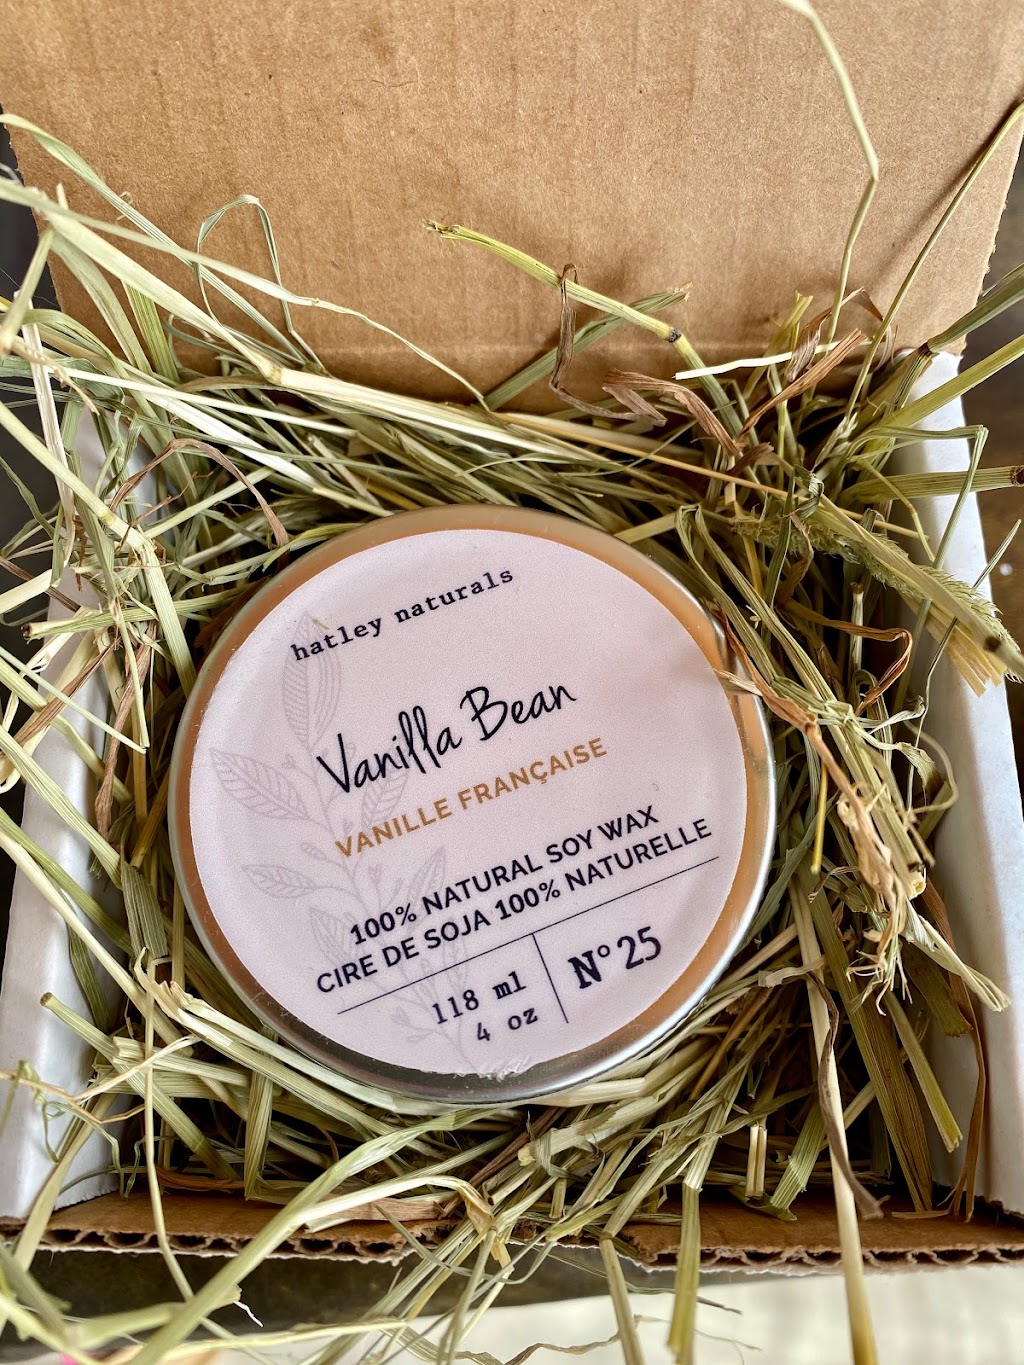 hatley naturals
Vanilla Bean
VANILLE FRANÇAISE
100% NATURAL SOY WAX
CIRE DE SOJA 100% NATURELLE
118 ml
4 oz
N° 25